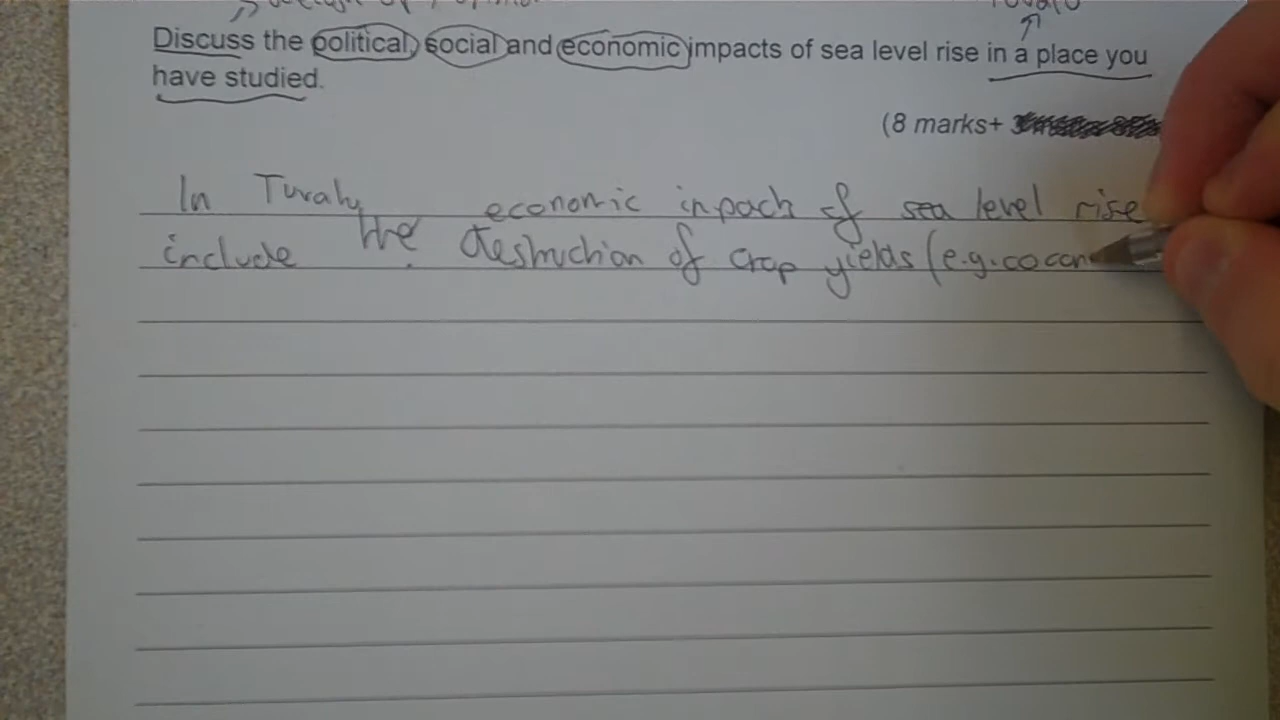 Discuss the political, social and economic impacts of sea level rise in a place you
have studied.
(8 marks+
In Tuvalu, economic impach of sea level rise
include the destruction of crop yields (e.g. cocon